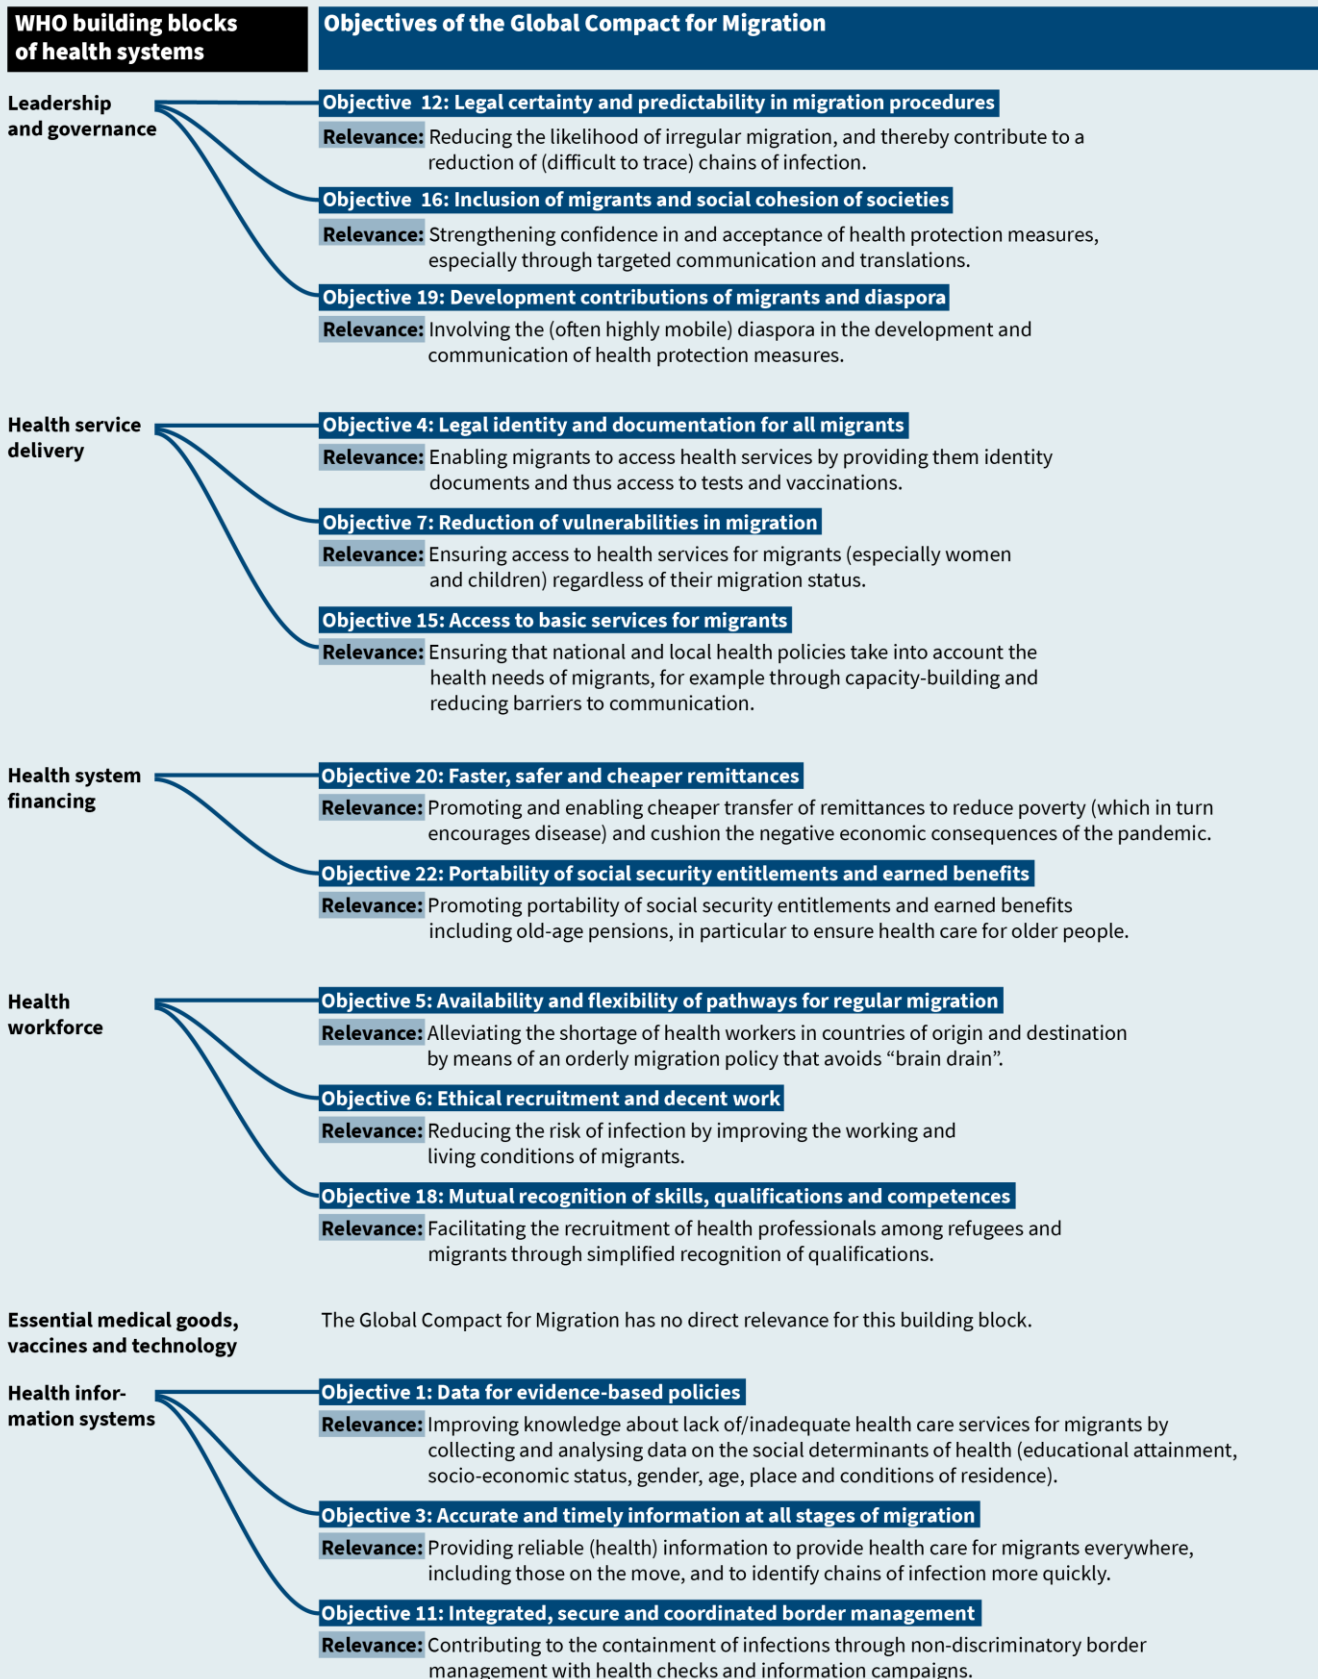 WHO building blocks
of health systems
Objectives of the Global Compact for Migration
Leadership
and governance
Objective 12: Legal certainty and predictability in migration procedures
Relevance: Reducing the likelihood of irregular migration, and thereby contribute to a
reduction of (difficult to trace) chains of infection.
Objective 16: Inclusion of migrants and social cohesion of societies
Relevance: Strengthening confidence in and acceptance of health protection measures,
especially through targeted communication and translations.
Objective 19: Development contributions of migrants and diaspora
Relevance: Involving the (often highly mobile) diaspora in the development and
communication of health protection measures.
Health service
delivery
Objective 4: Legal identity and documentation for all migrants
Relevance: Enabling migrants to access health services by providing them identity
documents and thus access to tests and vaccinations.
Objective 7: Reduction of vulnerabilities in migration
Relevance: Ensuring access to health services for migrants (especially women
and children) regardless of their migration status.
Objective 15: Access to basic services for migrants
Relevance: Ensuring that national and local health policies take into account the
health needs of migrants, for example through capacity-building and
reducing barriers to communication.
Health system
financing
Objective 20: Faster, safer and cheaper remittances
Relevance: Promoting and enabling cheaper transfer of remittances to reduce poverty (which in turn
encourages disease) and cushion the negative economic consequences of the pandemic.
Objective 22: Portability of social security entitlements and earned benefits
Relevance: Promoting portability of social security entitlements and earned benefits
including old-age pensions, in particular to ensure health care for older people.
Health
workforce
Objective 5: Availability and flexibility of pathways for regular migration
Relevance: Alleviating the shortage of health workers in countries of origin and destination
by means of an orderly migration policy that avoids “brain drain”.
Objective 6: Ethical recruitment and decent work
Relevance: Reducing the risk of infection by improving the working and
living conditions of migrants.
Objective 18: Mutual recognition of skills, qualifications and competences
Relevance: Facilitating the recruitment of health professionals among refugees and
migrants through simplified recognition of qualifications.
Essential medical goods,
vaccines and technology
The Global Compact for Migration has no direct relevance for this building block.
Health infor-
mation systems
Objective 1: Data for evidence-based policies
Relevance: Improving knowledge about lack of/inadequate health care services for migrants by
collecting and analysing data on the social determinants of health (educational attainment,
socio-economic status, gender, age, place and conditions of residence).
Objective 3: Accurate and timely information at all stages of migration
Relevance: Providing reliable (health) information to provide health care for migrants everywhere,
including those on the move, and to identify chains of infection more quickly.
Objective 11: Integrated, secure and coordinated border management
Relevance: Contributing to the containment of infections through non-discriminatory border
management with health checks and information campaigns.